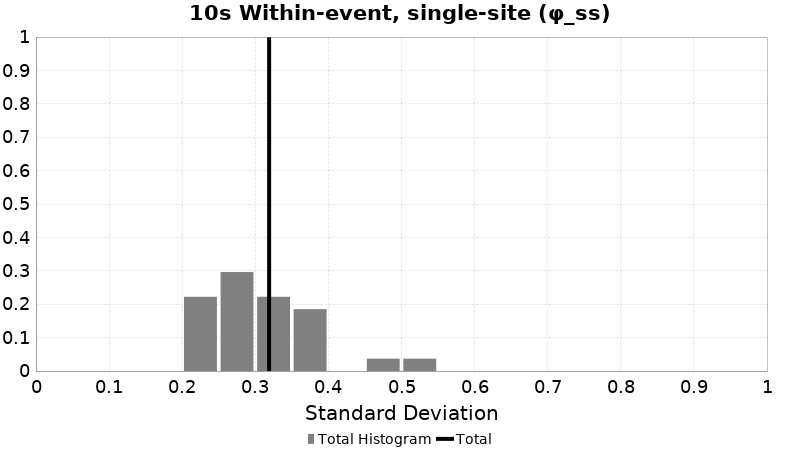 10s Within-event, single-site (φ_ss)
1
0.9
0.8
0.7
0.6
0.5
0.4
0.3
0.2
0.1
0
0 0.1 0.2 0.3 0.4 0.5 0.6 0.7 0.8 0.9 1
Standard Deviation
Total Histogram Total